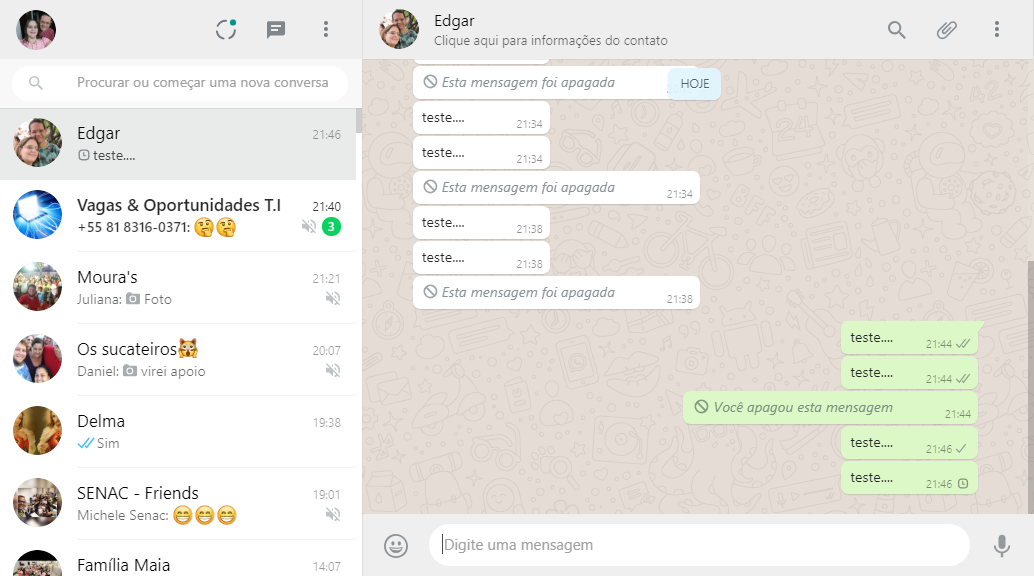 Procurar ou começar uma nova conversa
Edgar
21:46
teste....
Vagas & Oportunidades T.I
21:40
+55 81 8316-0371: 🤔🤔
3
Moura's
21:21
Juliana: Foto
Os sucateiros🙀
20:07
Daniel: virei apoio
Delma
19:38
Sim
SENAC - Friends
19:01
Michele Senac: 😁😁😁
Família Maia
14:07
Edgar
Clique aqui para informações do contato
HOJE
Esta mensagem foi apagada
teste....
21:34
teste....
21:34
Esta mensagem foi apagada
21:34
teste....
21:38
teste....
21:38
Esta mensagem foi apagada
21:38
teste....
21:44
teste....
21:44
Você apagou esta mensagem
21:44
teste....
21:46
teste....
21:46
Digite uma mensagem